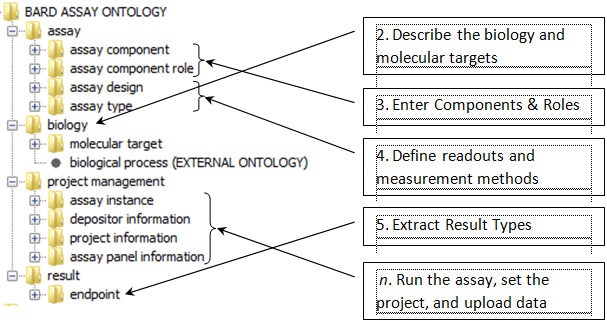 BARD ASSAY ONTOLOGY
assay
assay component
assay component role
assay design
assay type
biology
molecular target
biological process (EXTERNAL ONTOLOGY)
project management
assay instance
depositor information
project information
assay panel information
result
endpoint
2. Describe the biology and
molecular targets
3. Enter Components & Roles
4. Define readouts and
measurement methods
5. Extract Result Types
n. Run the assay, set the
project, and upload data